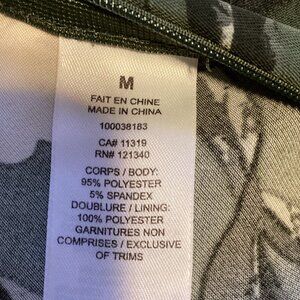 M
FAIT EN CHINE
MADE IN CHINA
100038183
CA# 11319
RN# 121340
CORPS / BODY:
95% POLYESTER
5% SPANDEX
DOUBLURE / LINING:
100% POLYESTER
GARNITURES NON
COMPRISES / EXCLUSIVE
OF TRIMS